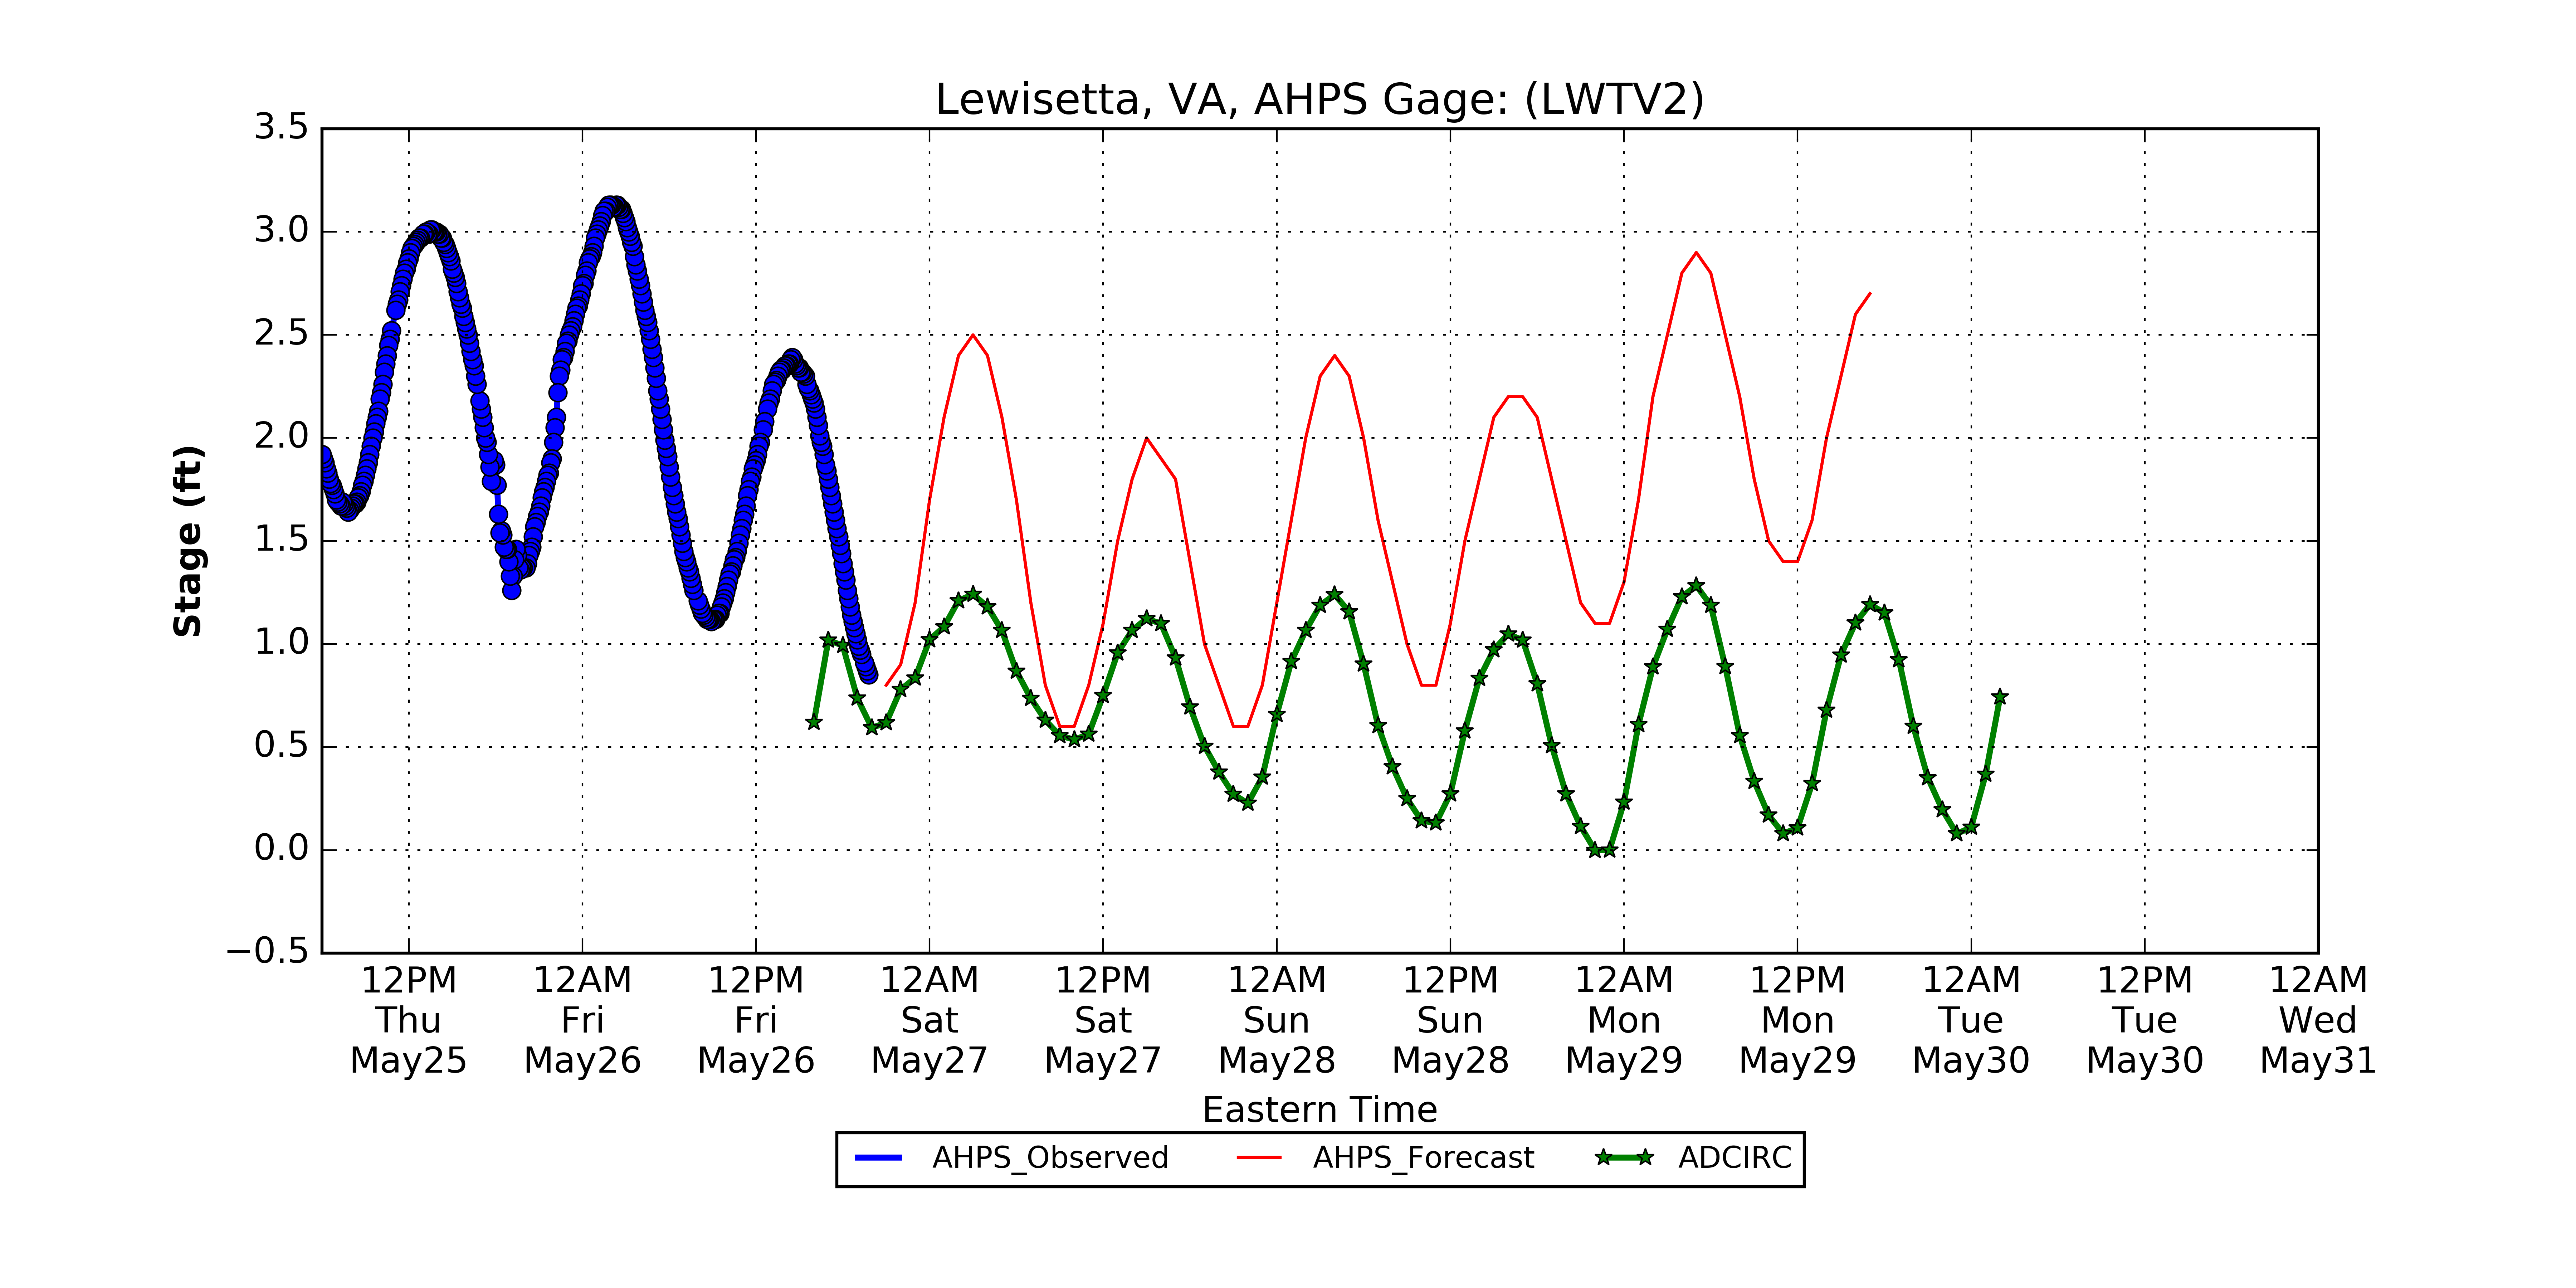 Lewisetta, VA, AHPS Gage: (LWTV2)
3.5
3.0
2.5
2.0
1.5
1.0
0.5
0.0
−0.5
Stage (ft)
12PM 12AM 12PM 12AM 12PM 12AM 12PM 12AM 12PM 12AM 12PM 12AM
Thu Fri Fri Sat Sat Sun Sun Mon Mon Tue Tue Wed
May25 May26 May26 May27 May27 May28 May28 May29 May29 May30 May30 May31
Eastern Time
AHPS_Observed AHPS_Forecast ADCIRC